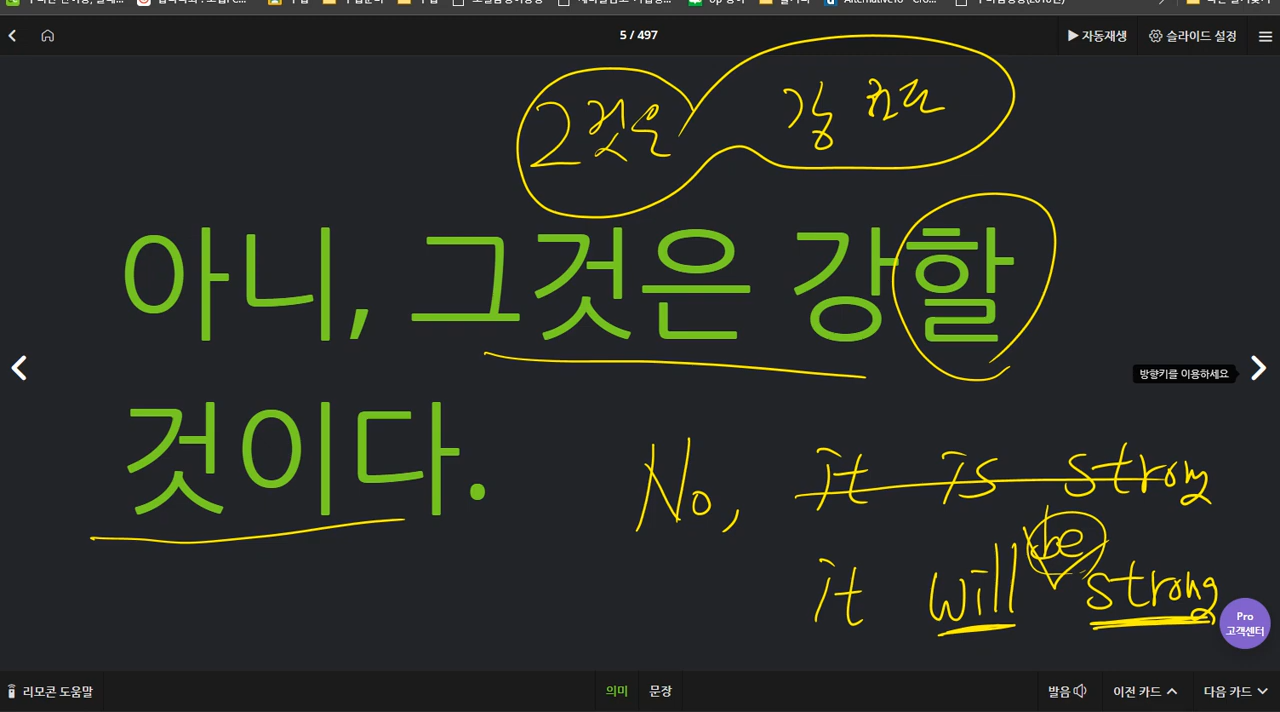 5 / 497
▶ 자동재생 슬라이드 설정
그것은 강하다
아니, 그것은 강할
방향키를 이용하세요
것이다.
No, it is strong
be
it will strong
Pro
고객센터
리모콘 도움말 의미 문장 발음 이전 카드 다음 카드